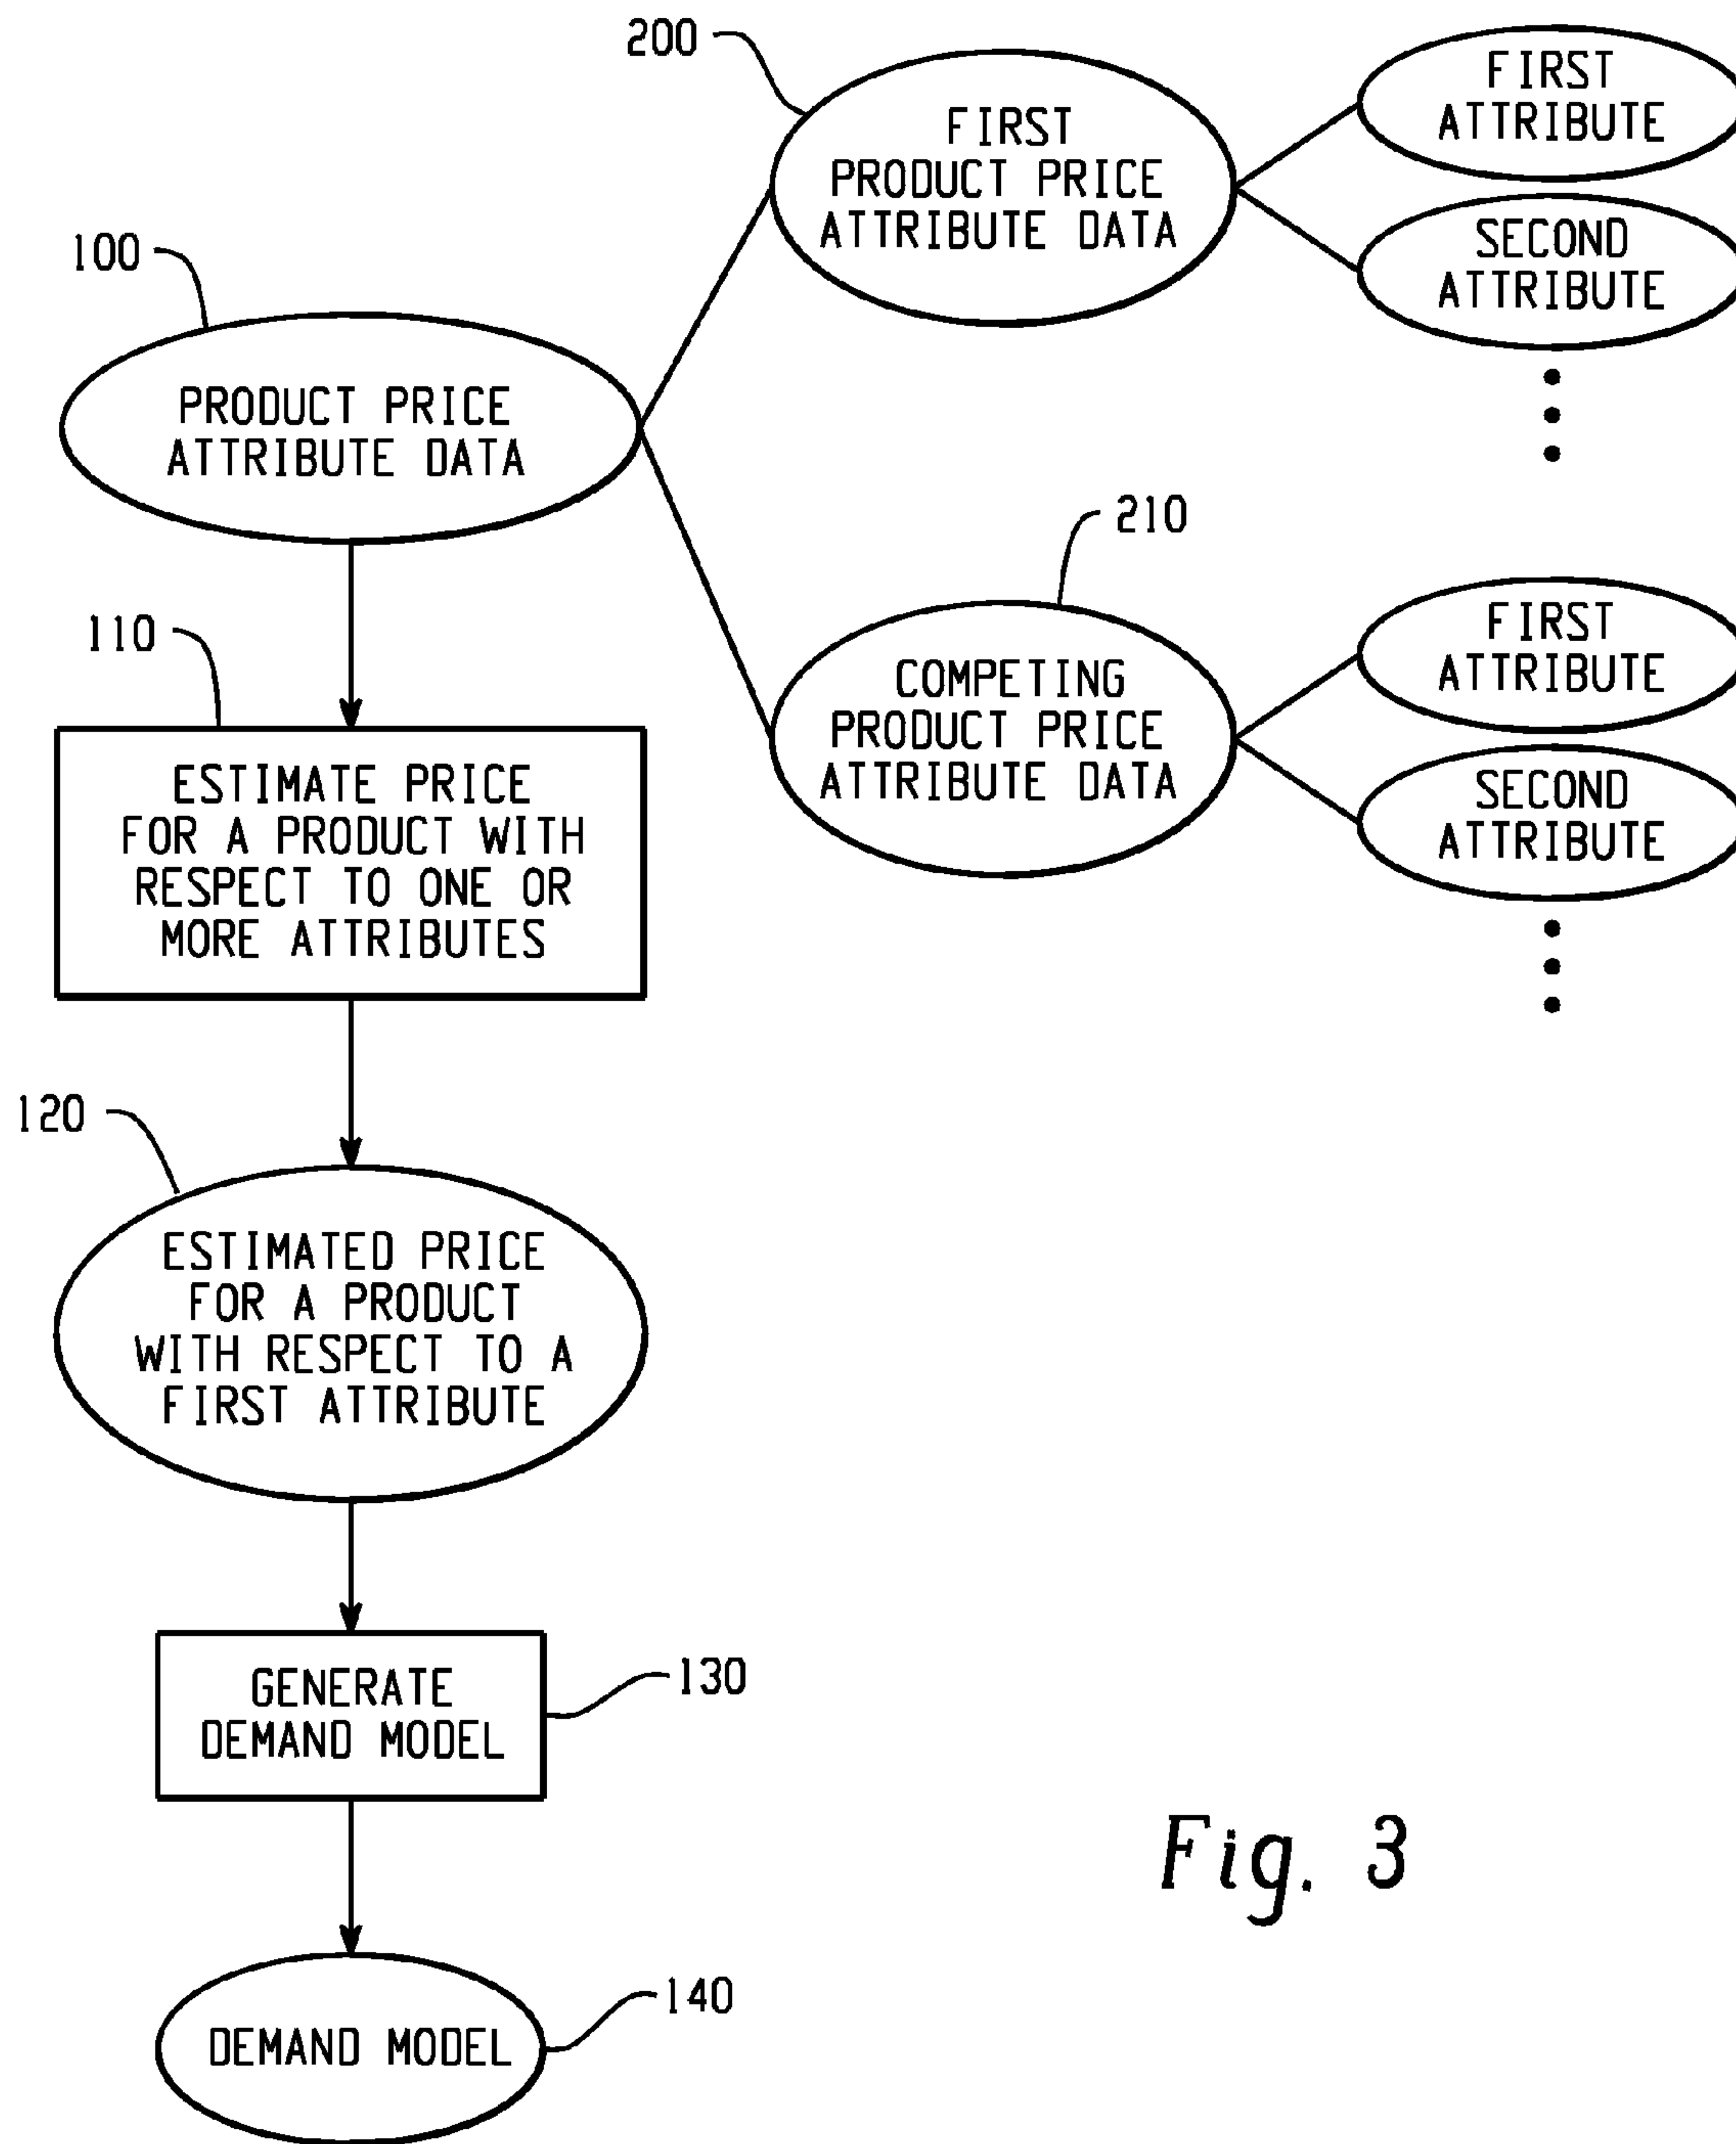 200
FIRST
PRODUCT PRICE
ATTRIBUTE DATA
FIRST
ATTRIBUTE
SECOND
ATTRIBUTE
100
PRODUCT PRICE
ATTRIBUTE DATA
210
COMPETING
PRODUCT PRICE
ATTRIBUTE DATA
FIRST
ATTRIBUTE
SECOND
ATTRIBUTE
110
ESTIMATE PRICE
FOR A PRODUCT WITH
RESPECT TO ONE OR
MORE ATTRIBUTES
120
ESTIMATED PRICE
FOR A PRODUCT
WITH RESPECT TO A
FIRST ATTRIBUTE
130
GENERATE
DEMAND MODEL
140
DEMAND MODEL
Fig. 3